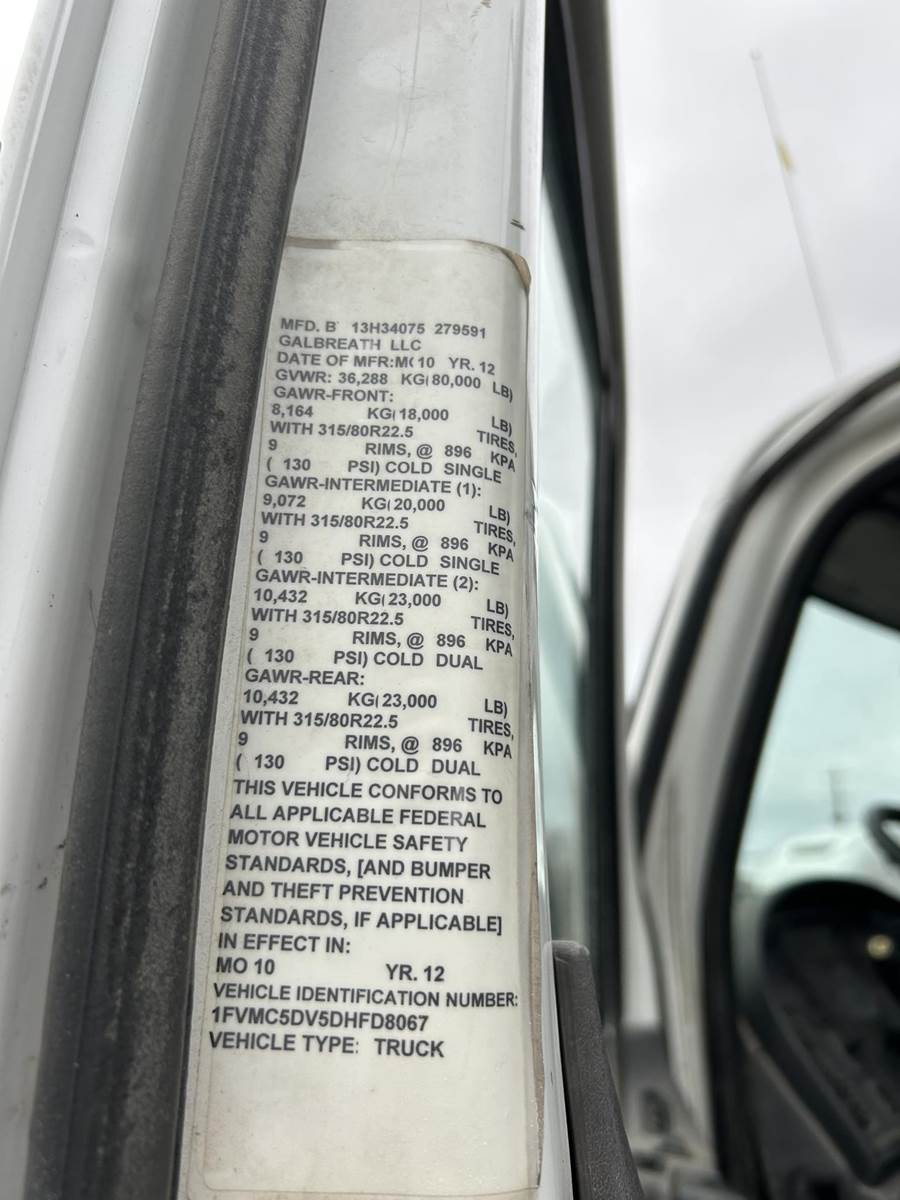 MFD. B 13H34075 279591
GALBREATH LLC
DATE OF MFR:M( 10 YR. 12
GVWR: 36,288 KG( 80,000 LB)
GAWR-FRONT:
8,164 KG( 18,000 LB)
WITH 315/80R22.5 TIRES,
9 RIMS, @ 896 KPA
( 130 PSI) COLD SINGLE
GAWR-INTERMEDIATE (1):
9,072 KG( 20,000 LB)
WITH 315/80R22.5 TIRES,
9 RIMS, @ 896 KPA
( 130 PSI) COLD SINGLE
GAWR-INTERMEDIATE (2):
10,432 KG( 23,000 LB)
WITH 315/80R22.5 TIRES,
9 RIMS, @ 896 KPA
( 130 PSI) COLD DUAL
GAWR-REAR:
10,432 KG( 23,000 LB)
WITH 315/80R22.5 TIRES,
9 RIMS, @ 896 KPA
( 130 PSI) COLD DUAL
THIS VEHICLE CONFORMS TO
ALL APPLICABLE FEDERAL
MOTOR VEHICLE SAFETY
STANDARDS, [AND BUMPER
AND THEFT PREVENTION
STANDARDS, IF APPLICABLE]
IN EFFECT IN:
MO 10 YR. 12
VEHICLE IDENTIFICATION NUMBER:
1FVMC5DV5DHFD8067
VEHICLE TYPE: TRUCK